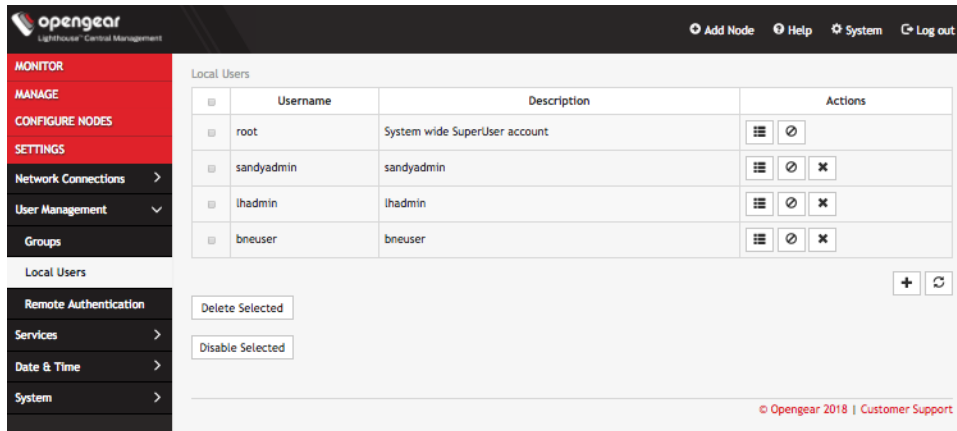 opengear
Lighthouse™ Central Management
Add Node Help System Log out
MONITOR
MANAGE
CONFIGURE NODES
SETTINGS
Network Connections
User Management
Groups
Local Users
Remote Authentication
Services
Date & Time
System
Local Users
Username Description Actions
root System wide SuperUser account
sandyadmin sandyadmin
lhadmin lhadmin
bneuser bneuser
Delete Selected
Disable Selected
© Opengear 2018 | Customer Support